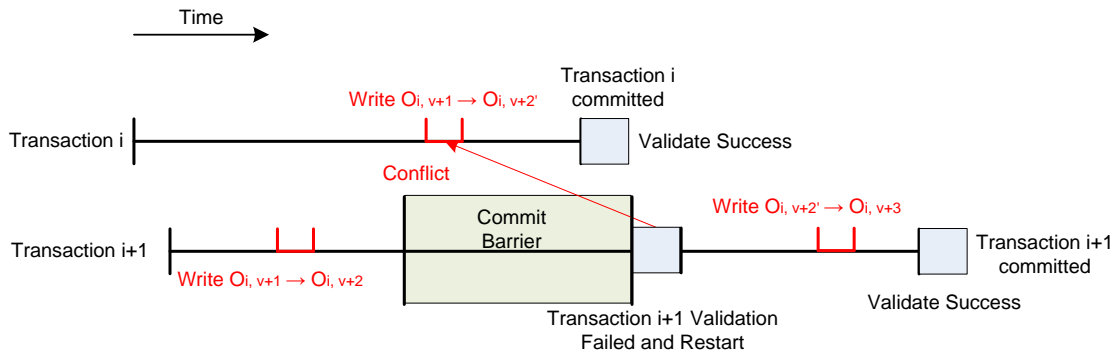 Time
Transaction i
committed
Write Oi, v+1 → Oi, v+2'
Transaction i
Validate Success
Conflict
Commit
Barrier
Write Oi, v+2' → Oi, v+3
Transaction i+1
Transaction i+1
committed
Write Oi, v+1 → Oi, v+2
Validate Success
Transaction i+1 Validation
Failed and Restart